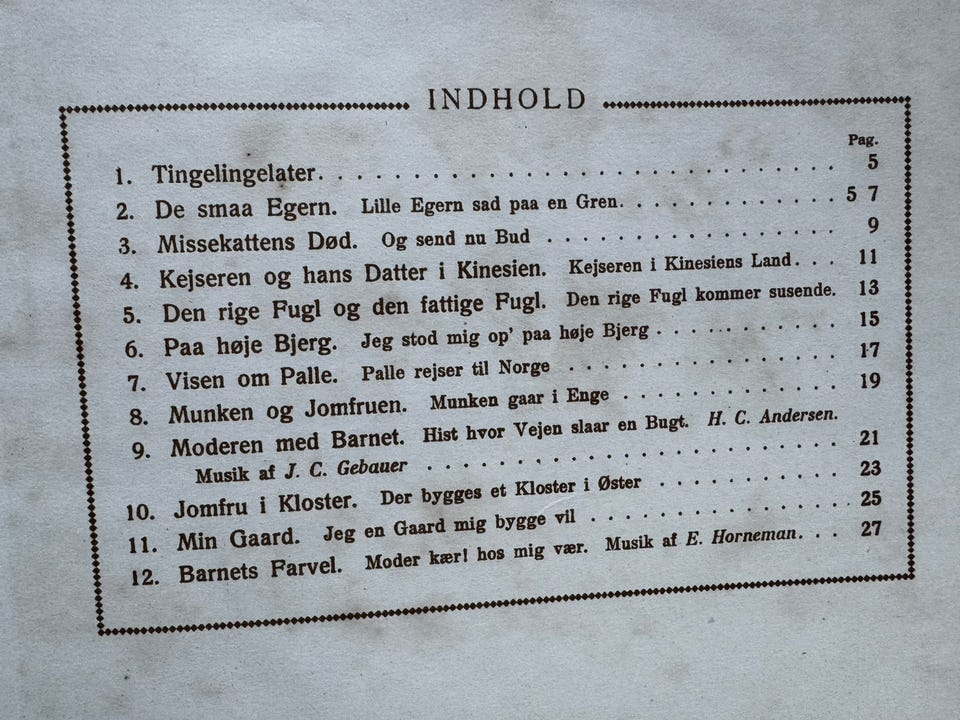 INDHOLD
Pag.
1. Tingelingelater. . . . . . . . . . . . . . . . . . . . . . . . . . . 5
2. De smaa Egern. Lille Egern sad paa en Gren. . . . . . . . . . . . . 5 7
3. Missekattens Død. Og send nu Bud . . . . . . . . . . . . . . . 9
4. Kejseren og hans Datter i Kinesien. Kejseren i Kinesiens Land. . . 11
5. Den rige Fugl og den fattige Fugl. Den rige Fugl kommer susende. 13
6. Paa høje Bjerg. Jeg stod mig op' paa høje Bjerg . . . . . . . . . . 15
7. Visen om Palle. Palle rejser til Norge . . . . . . . . . . . . . . 17
8. Munken og Jomfruen. Munken gaar i Enge . . . . . . . . . . . . 19
9. Moderen med Barnet. Hist hvor Vejen slaar en Bugt. H. C. Andersen.
Musik af J. C. Gebauer . . . . . . . . . . . . . . . . . . . . . 21
10. Jomfru i Kloster. Der bygges et Kloster i Øster . . . . . . . . . . 23
11. Min Gaard. Jeg en Gaard mig bygge vil . . . . . . . . . . . . . . 25
12. Barnets Farvel. Moder kær! hos mig vær. Musik af E. Horneman. . . 27